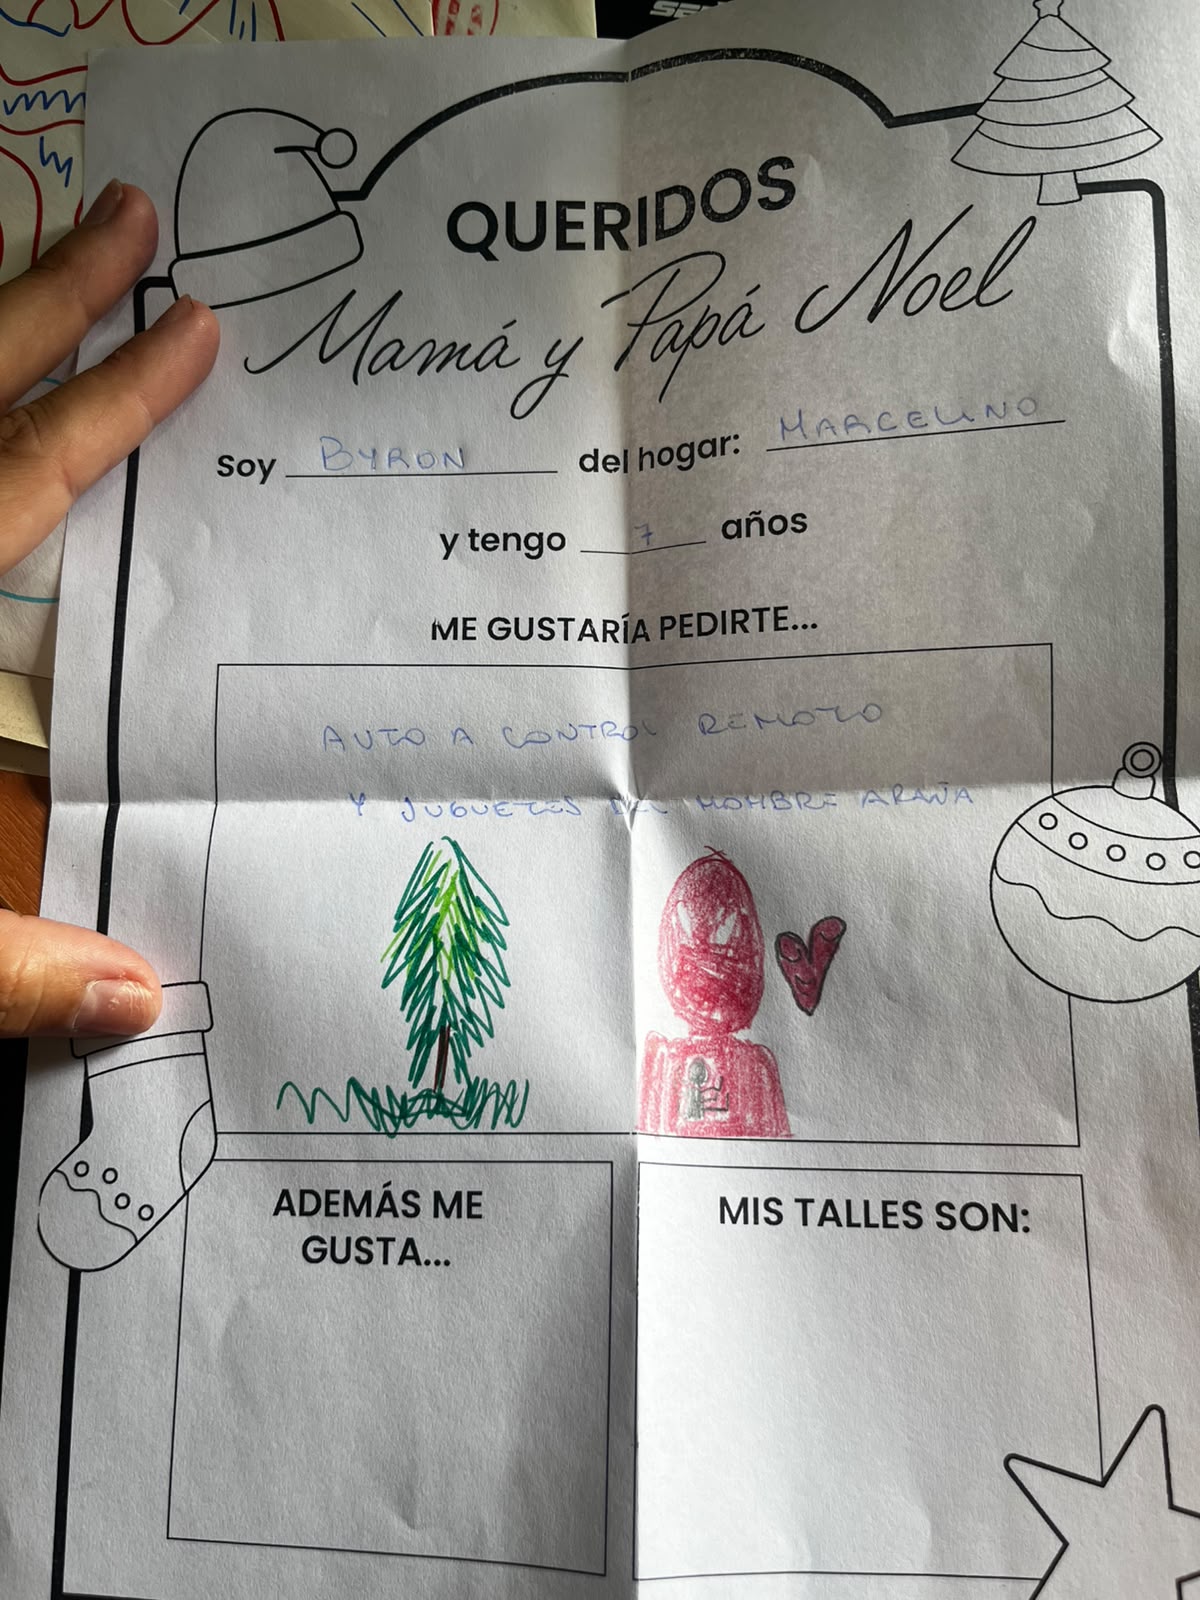 QUERIDOS
Mamá y Papá Noel
Soy BYRON del hogar: MARCELINO
y tengo 7 años
ME GUSTARÍA PEDIRTE...
AUTO A CONTROL REMOTO
Y JUGUETES DEL HOMBRE ARAÑA
ADEMÁS ME
GUSTA...
MIS TALLES SON: